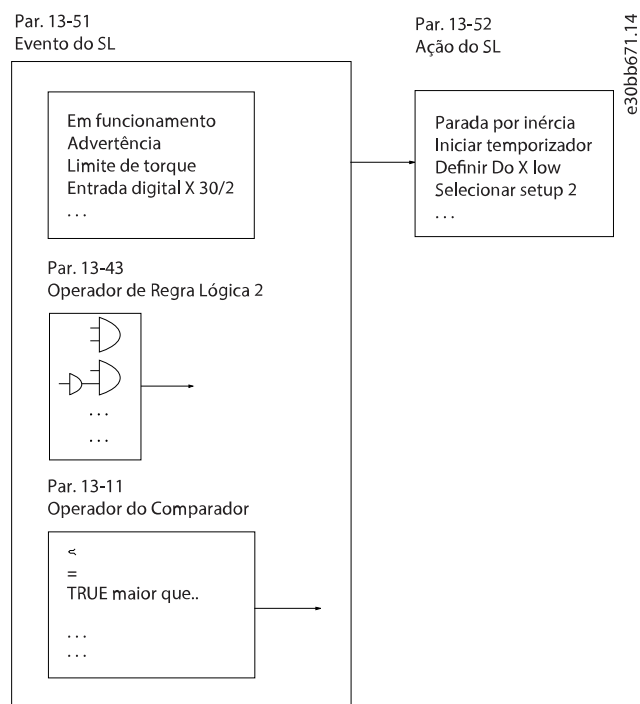 Par. 13-51
Evento do SL
Par. 13-52
Ação do SL
e30bb671.14
Em funcionamento
Advertência
Limite de torque
Entrada digital X 30/2
. . .
Parada por inércia
Iniciar temporizador
Definir Do X low
Selecionar setup 2
. . .
Par. 13-43
Operador de Regra Lógica 2
. . .
. . .
Par. 13-11
Operador do Comparador
<
=
TRUE maior que..
. . .
. . .